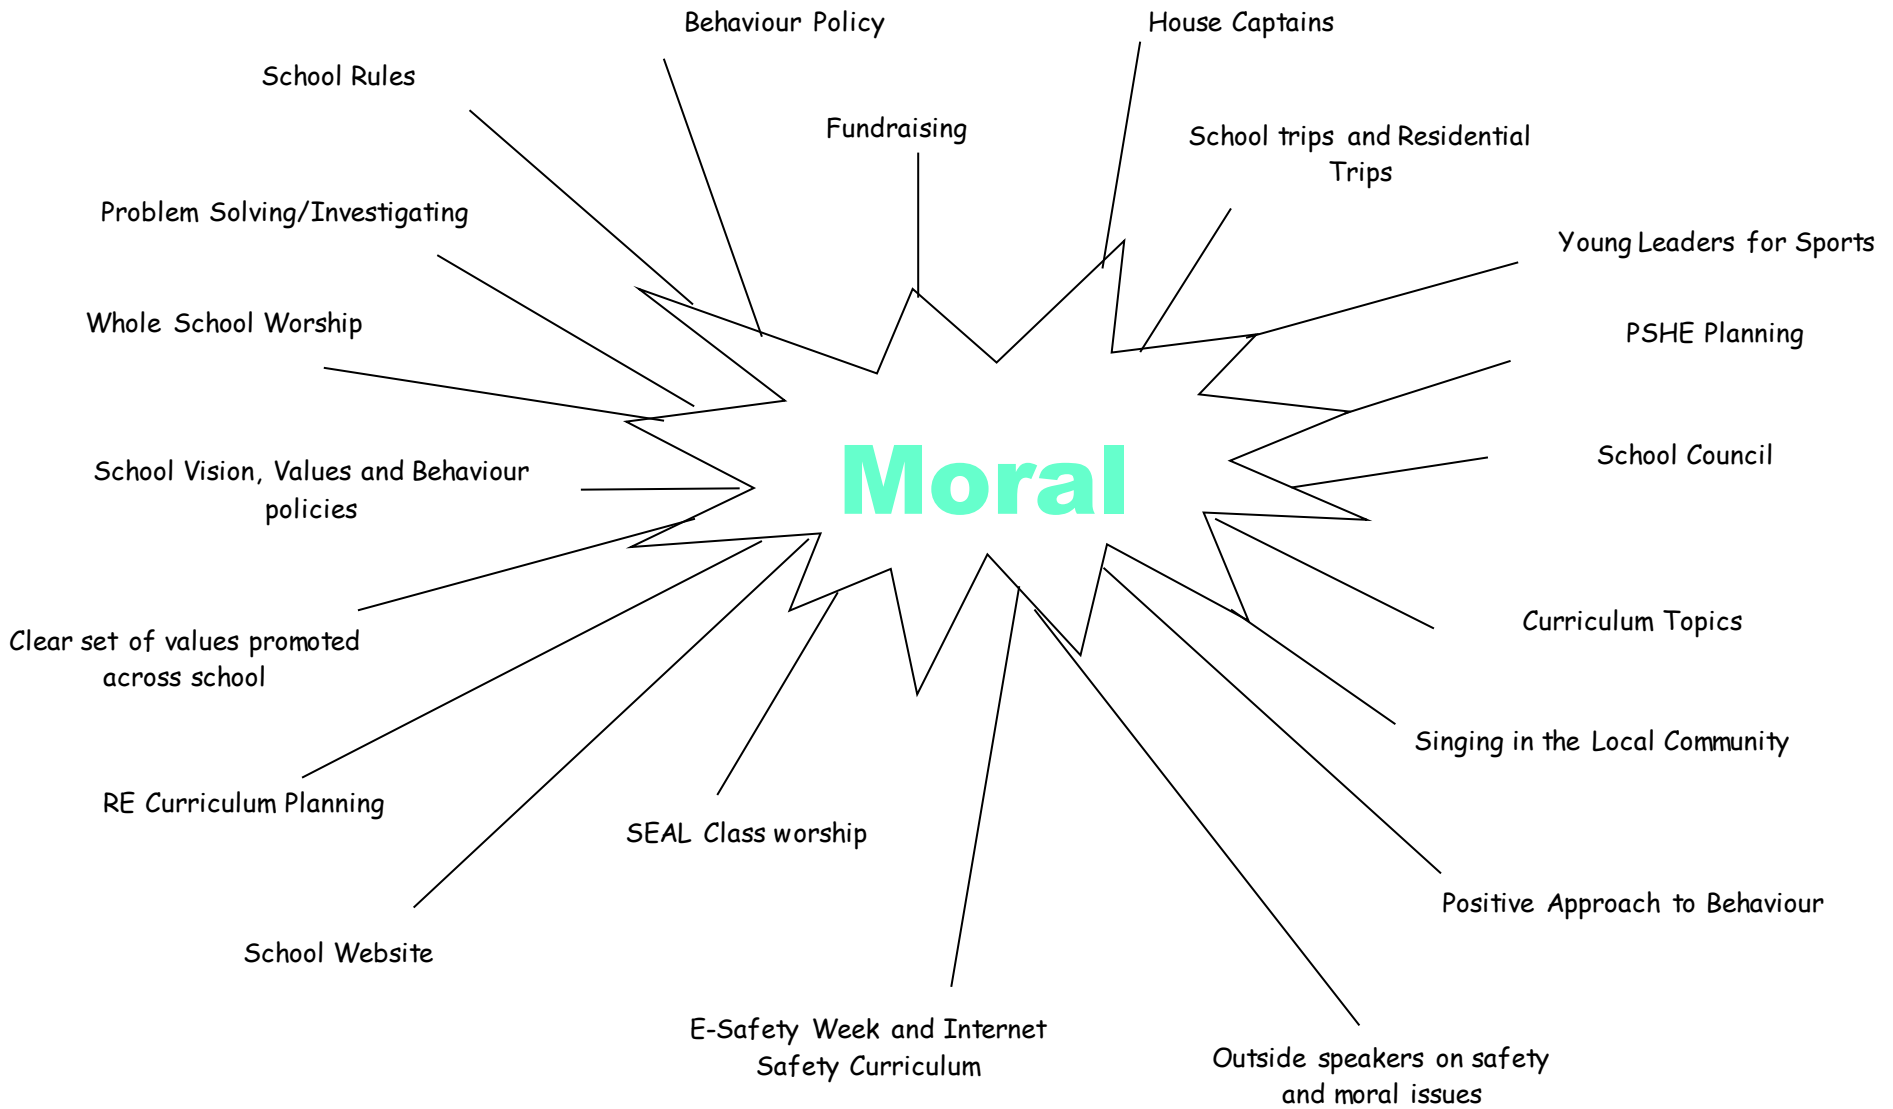 Behaviour Policy
House Captains
School Rules
Fundraising
School trips and Residential
Trips
Problem Solving/Investigating
Young Leaders for Sports
Whole School Worship
PSHE Planning
Moral
School Council
School Vision, Values and Behaviour
policies
Curriculum Topics
Clear set of values promoted
across school
Singing in the Local Community
RE Curriculum Planning
SEAL Class worship
Positive Approach to Behaviour
School Website
E-Safety Week and Internet
Safety Curriculum
Outside speakers on safety
and moral issues